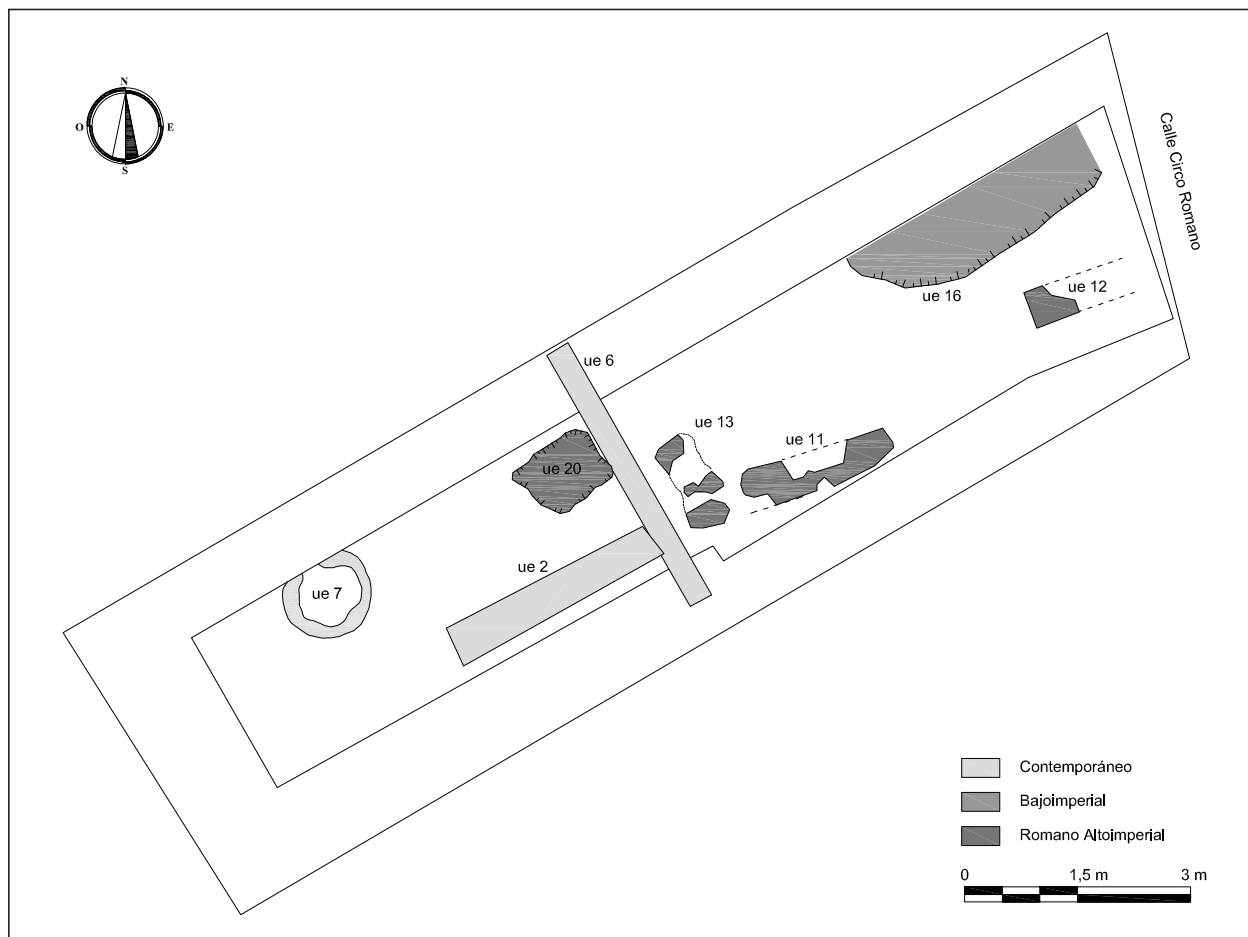 N
O E
S
Calle Circo Romano
ue 12
ue 16
ue 6
ue 13
ue 11
ue 20
ue 2
ue 7
Contemporáneo
Bajoimperial
Romano Altoimperial
0 1,5 m 3 m